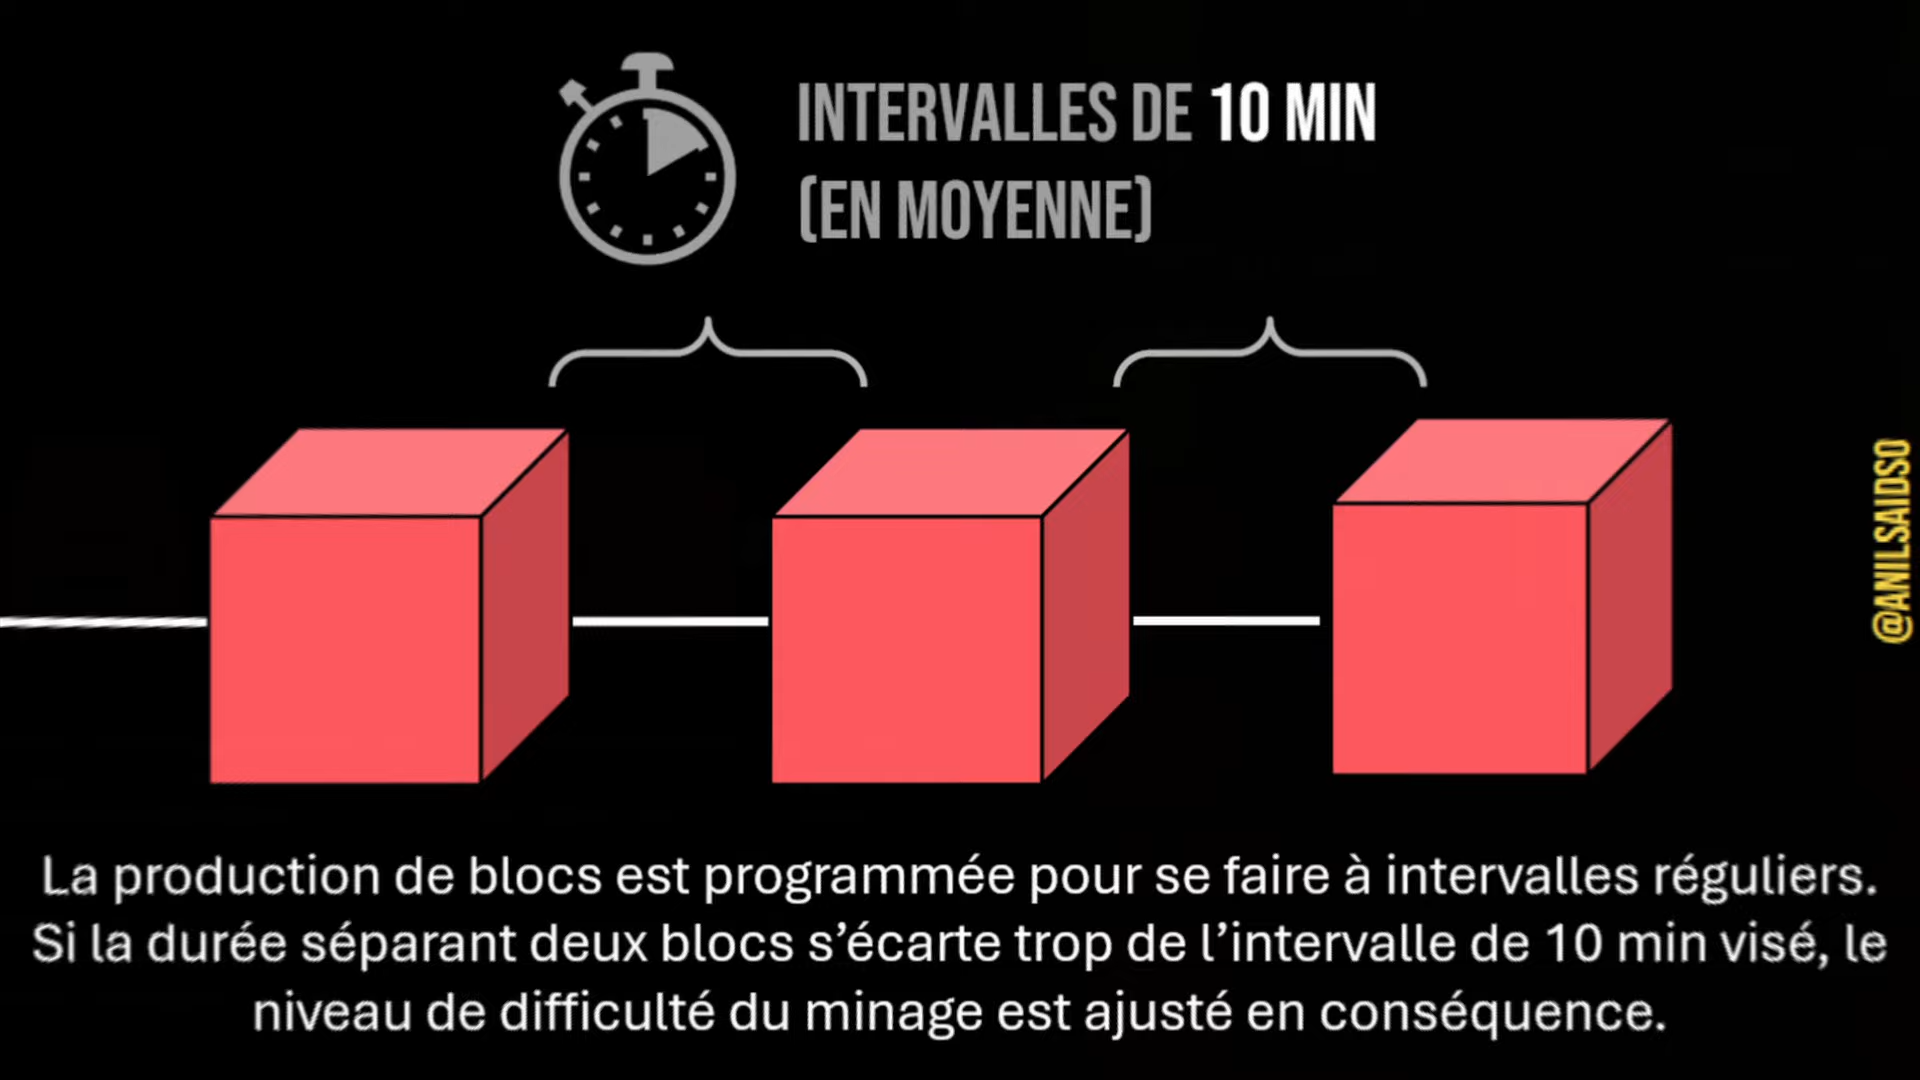 INTERVALLES DE 10 MIN
(EN MOYENNE)
@ANILSAIDSO
La production de blocs est programmée pour se faire à intervalles réguliers.
Si la durée séparant deux blocs s’écarte trop de l’intervalle de 10 min visé, le
niveau de difficulté du minage est ajusté en conséquence.